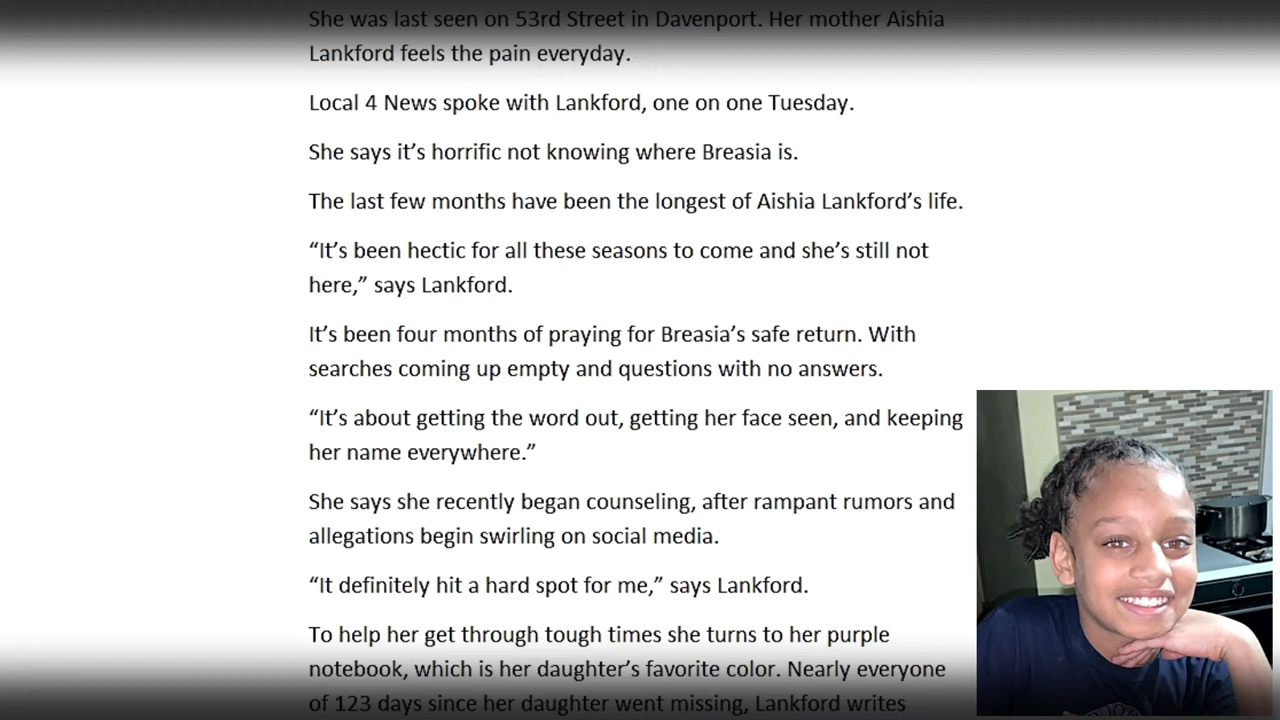 She was last seen on 53rd Street in Davenport. Her mother Aishia
Lankford feels the pain everyday.
Local 4 News spoke with Lankford, one on one Tuesday.
She says it’s horrific not knowing where Breasia is.
The last few months have been the longest of Aishia Lankford’s life.
“It’s been hectic for all these seasons to come and she’s still not
here,” says Lankford.
It’s been four months of praying for Breasia’s safe return. With
searches coming up empty and questions with no answers.
“It’s about getting the word out, getting her face seen, and keeping
her name everywhere.”
She says she recently began counseling, after rampant rumors and
allegations begin swirling on social media.
“It definitely hit a hard spot for me,” says Lankford.
To help her get through tough times she turns to her purple
notebook, which is her daughter’s favorite color. Nearly everyone
of 123 days since her daughter went missing, Lankford writes